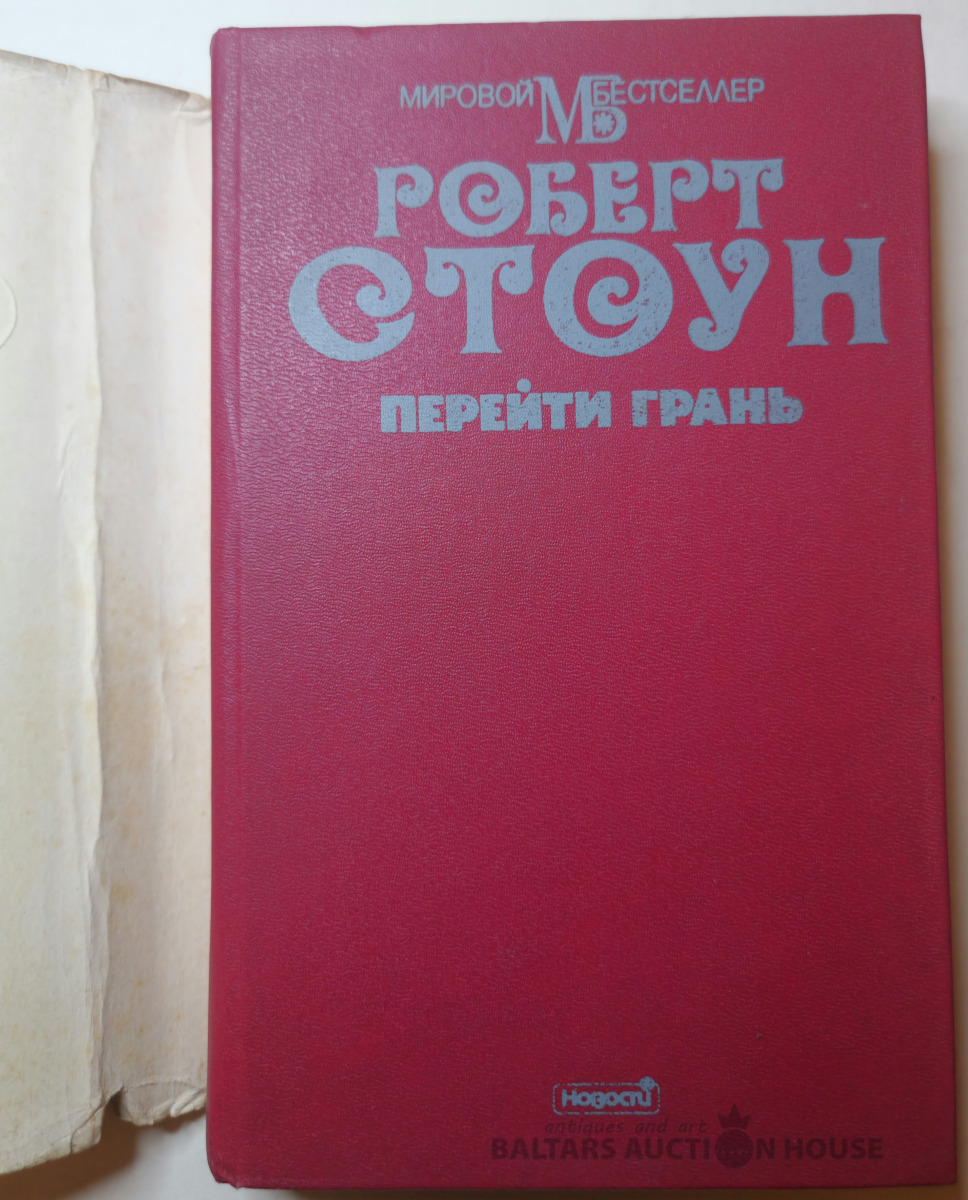 МИРОВОЙ МБ БЕСТСЕЛЛЕР
РОБЕРТ
СТОУН
ПЕРЕЙТИ ГРАНЬ
Новости
antiques and art
BALTARS AUCTION HOUSE